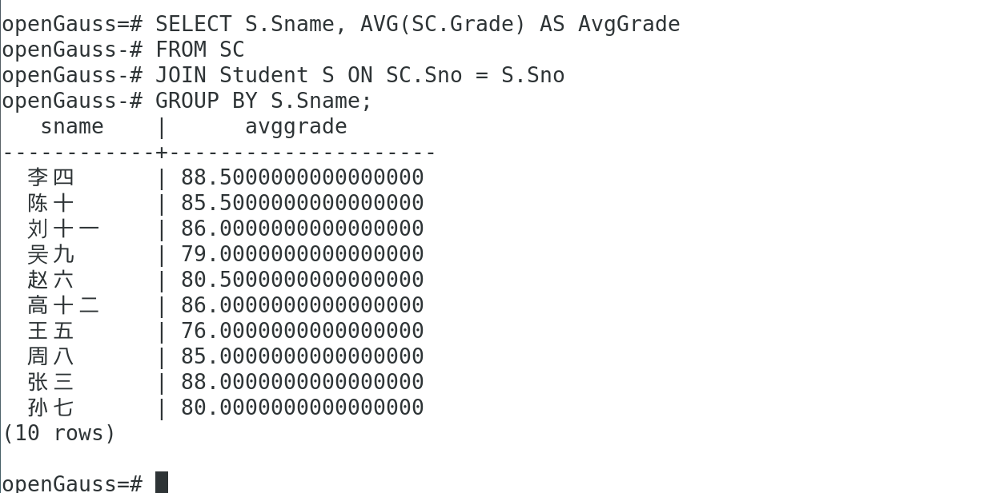 openGauss=# SELECT S.Sname, AVG(SC.Grade) AS AvgGrade
openGauss-# FROM SC
openGauss-# JOIN Student S ON SC.Sno = S.Sno
openGauss-# GROUP BY S.Sname;
   sname    |      avggrade
------------+---------------------
  李四       | 88.5000000000000000
  陈十       | 85.5000000000000000
  刘十一     | 86.0000000000000000
  吴九       | 79.0000000000000000
  赵六       | 80.5000000000000000
  高十二     | 86.0000000000000000
  王五       | 76.0000000000000000
  周八       | 85.0000000000000000
  张三       | 88.0000000000000000
  孙七       | 80.0000000000000000
(10 rows)
openGauss=#